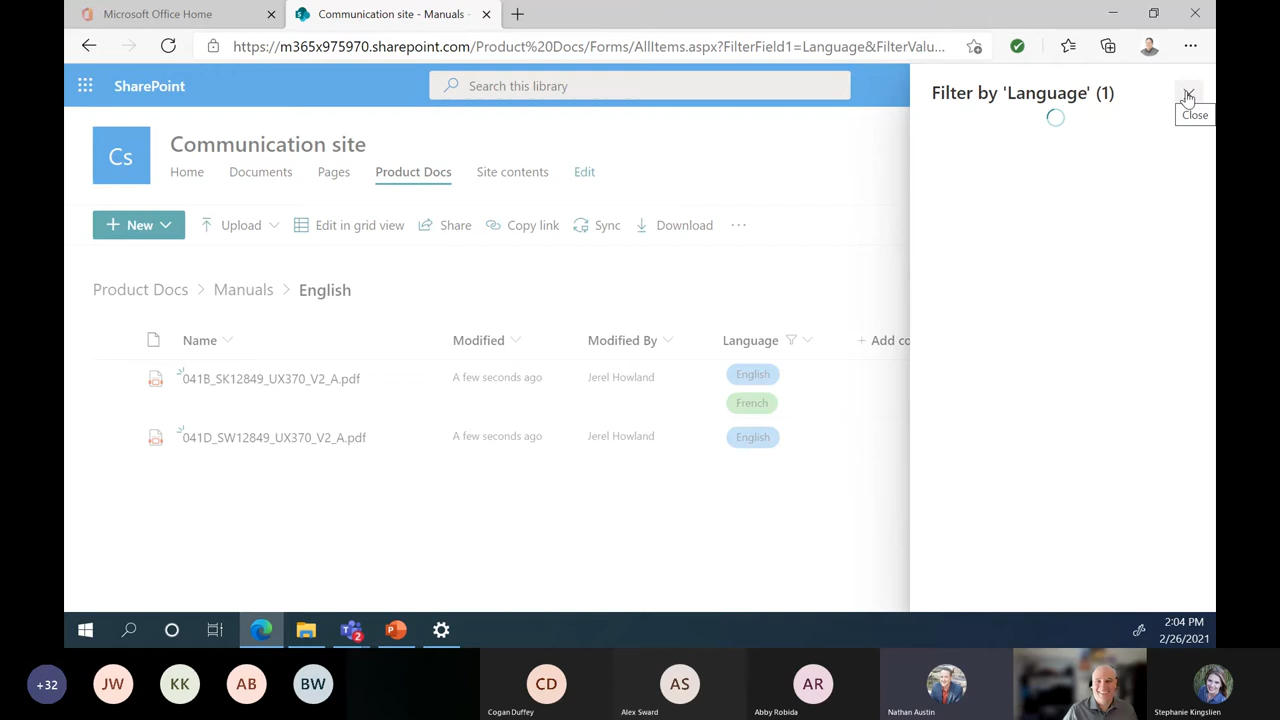 Microsoft Office Home
Communication site - Manuals -
https://m365x975970.sharepoint.com/Product%20Docs/Forms/AllItems.aspx?FilterField1=Language&FilterValu...
SharePoint
Search this library
Filter by 'Language' (1)
Close
Cs
Communication site
Home Documents Pages Product Docs Site contents Edit
+ New Upload Edit in grid view Share Copy link Sync Download ...
Product Docs > Manuals > English
Name Modified Modified By Language + Add co
041B_SK12849_UX370_V2_A.pdf A few seconds ago Jerel Howland English
French
041D_SW12849_UX370_V2_A.pdf A few seconds ago Jerel Howland English
2
2:04 PM
2/26/2021
+32 JW KK AB BW CD AS AR
Cogan Duffey Alex Sward Abby Robida Nathan Austin Stephanie Kingslien